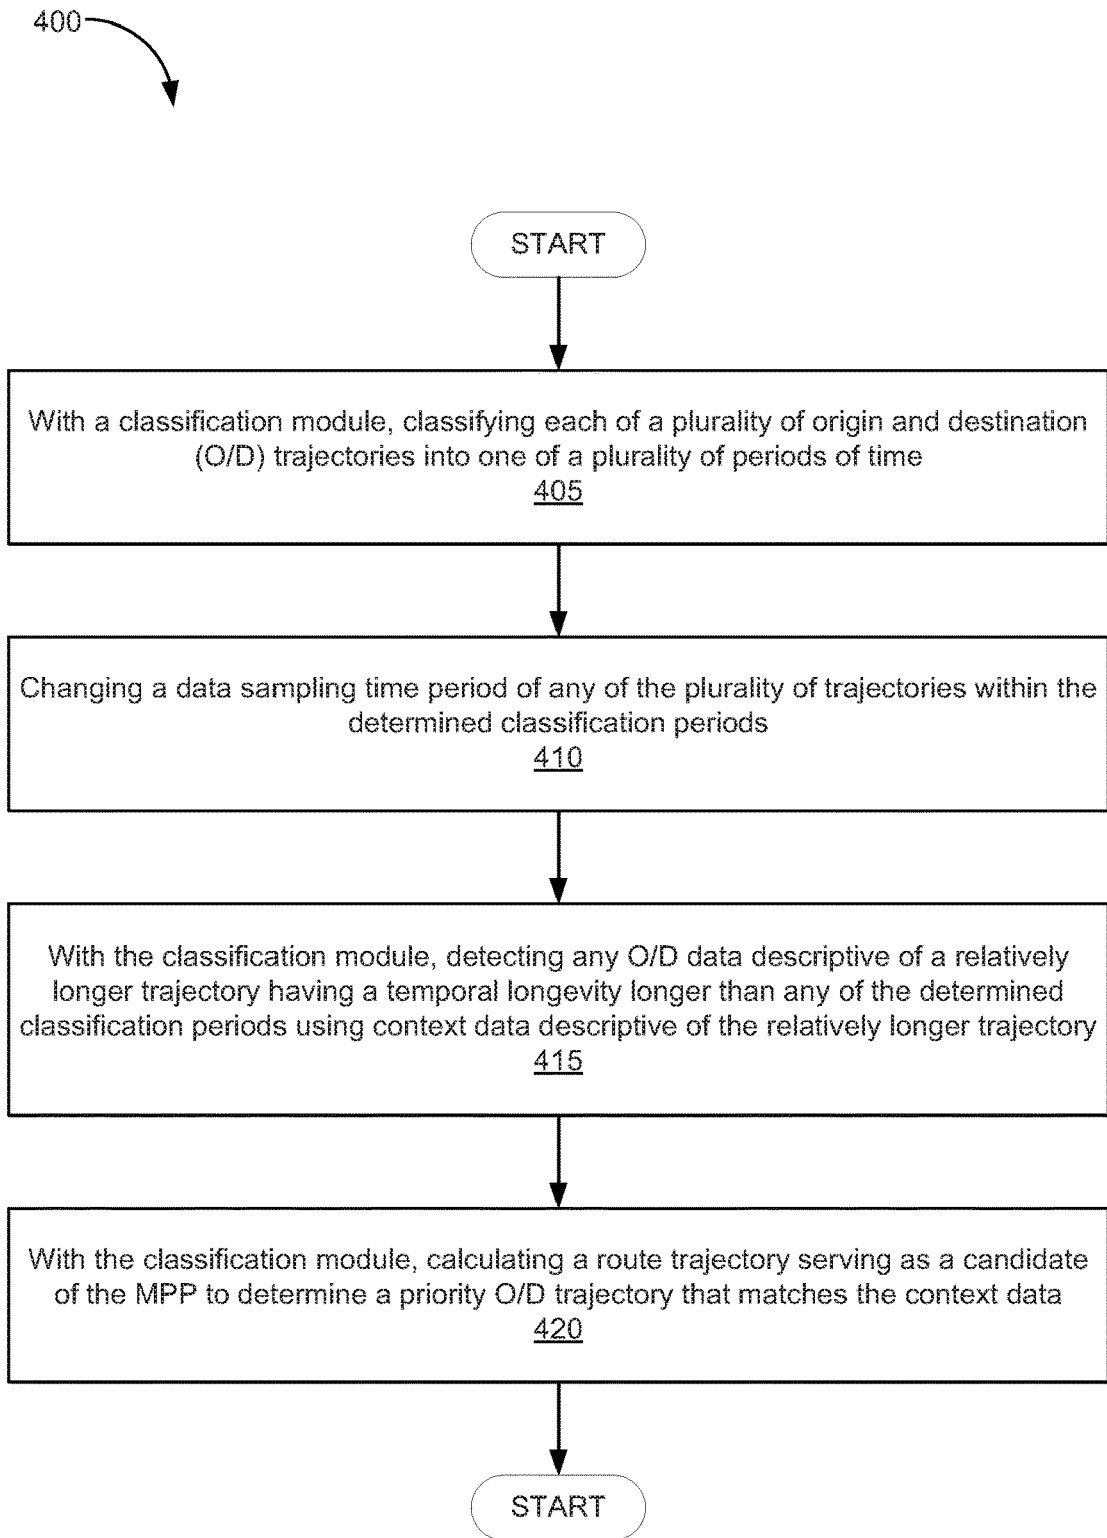 400
START
With a classification module, classifying each of a plurality of origin and destination
(O/D) trajectories into one of a plurality of periods of time
405
Changing a data sampling time period of any of the plurality of trajectories within the
determined classification periods
410
With the classification module, detecting any O/D data descriptive of a relatively
longer trajectory having a temporal longevity longer than any of the determined
classification periods using context data descriptive of the relatively longer trajectory
415
With the classification module, calculating a route trajectory serving as a candidate
of the MPP to determine a priority O/D trajectory that matches the context data
420
START